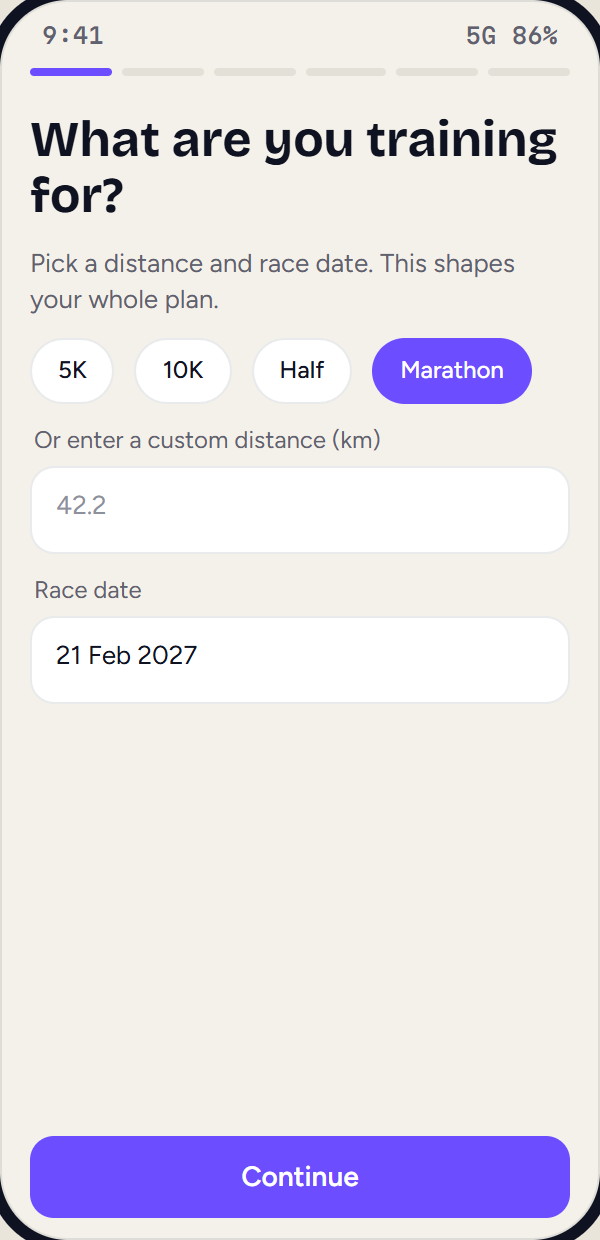 9:41 5G 86%
What are you training
for?
Pick a distance and race date. This shapes
your whole plan.
5K 10K Half Marathon
Or enter a custom distance (km)
42.2
Race date
21 Feb 2027
Continue